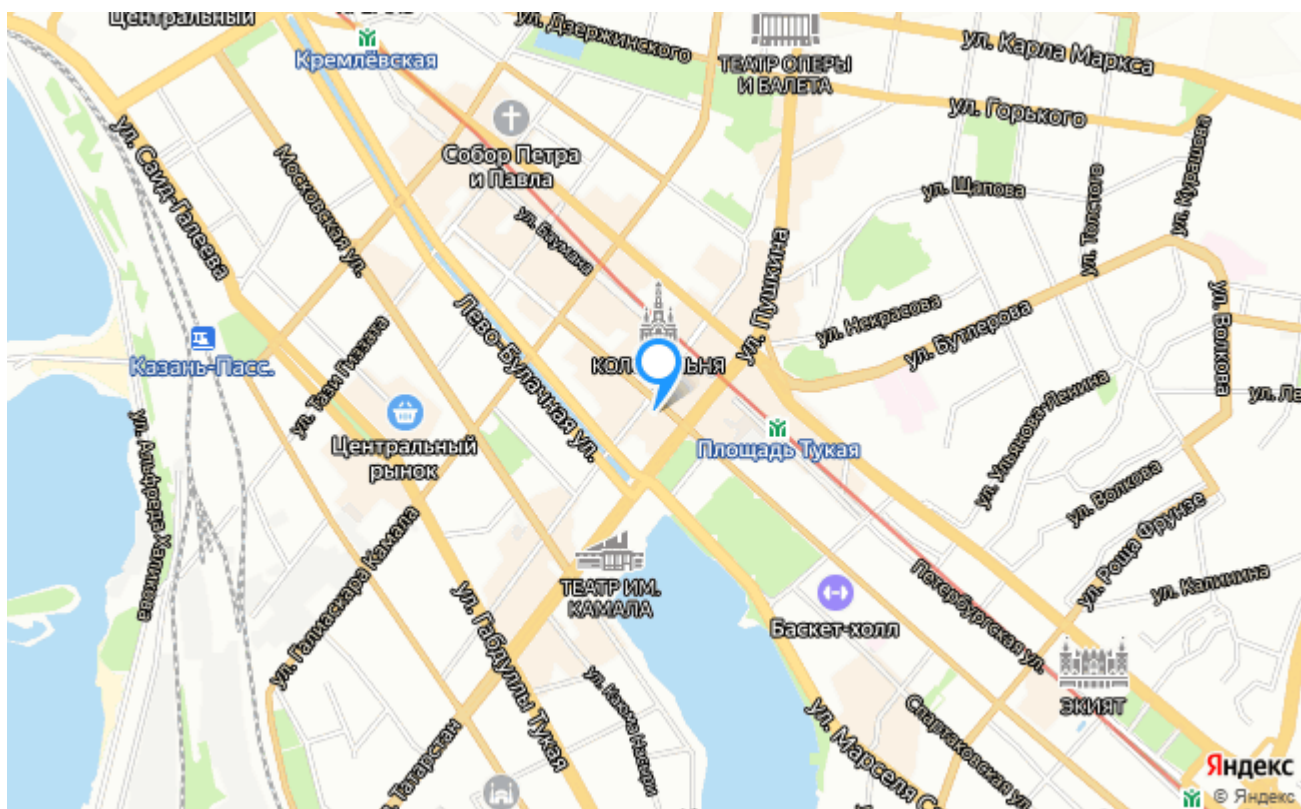 Центральный
ул. Дзержинского
ул. Карла Маркса
Кремлёвская
ТЕАТР ОПЕРЫ
И БАЛЕТА
ул. Горького
ул. Саид-Галеева
Московская ул.
Собор Петра
и Павла
ул. Щапова
ул. Толстого
ул. Курашова
ул. Баумана
ул. Пушкина
ул. Некрасова
ул. Бутлерова
ул. Волкова
Лево-Булачная ул.
Казань-Пасс.
ул. Тази Гиззата
ул. Альфреда Халикова
Центральный
рынок
Площадь Тукая
ул. Ульянова-Ленина
ул. Волкова
ул. Роща Фрунзе
ул. Калинина
ул. Галиаскара Камала
ТЕАТР ИМ.
КАМАЛА
ул. Габдуллы Тукая
Баскет-холл
Петербургская ул.
ЭКИЯТ
ул. Каюма Насыри
ул. Татарстан
Спартаковская ул.
ул. Марселя
Яндекс
© Яндекс